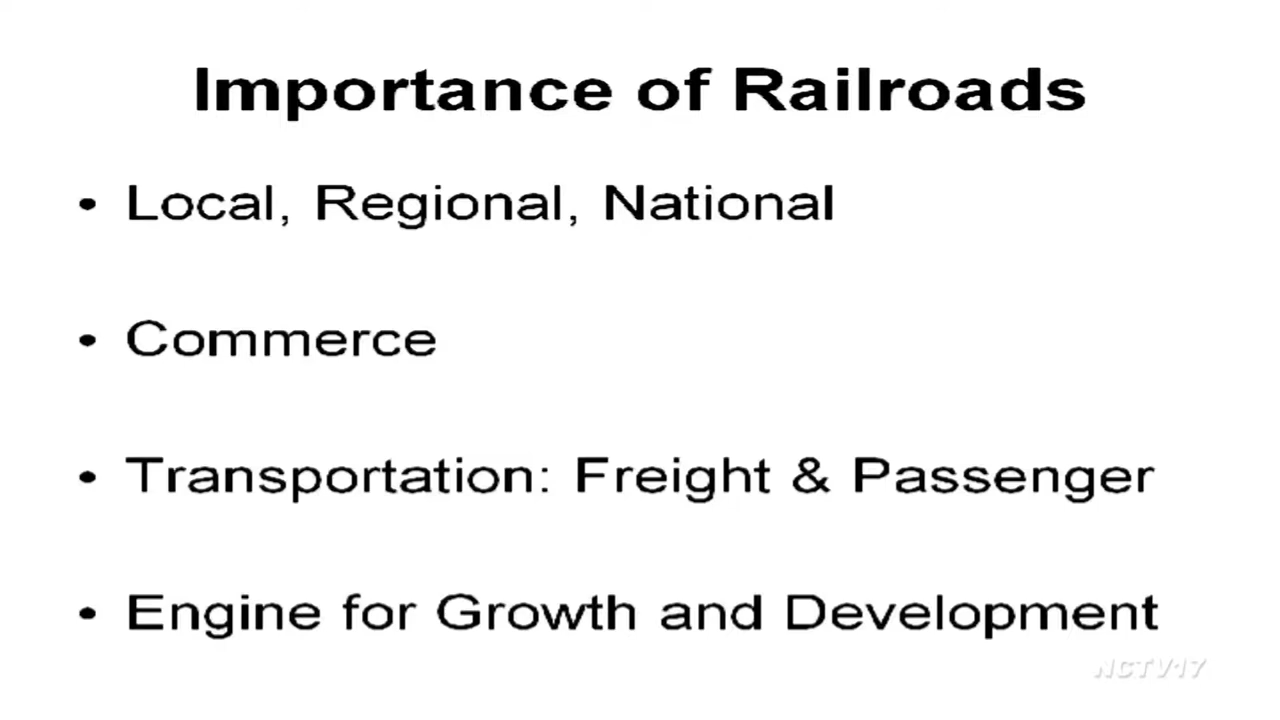 Importance of Railroads
• Local, Regional, National
• Commerce
• Transportation: Freight & Passenger
• Engine for Growth and Development
NCTV17